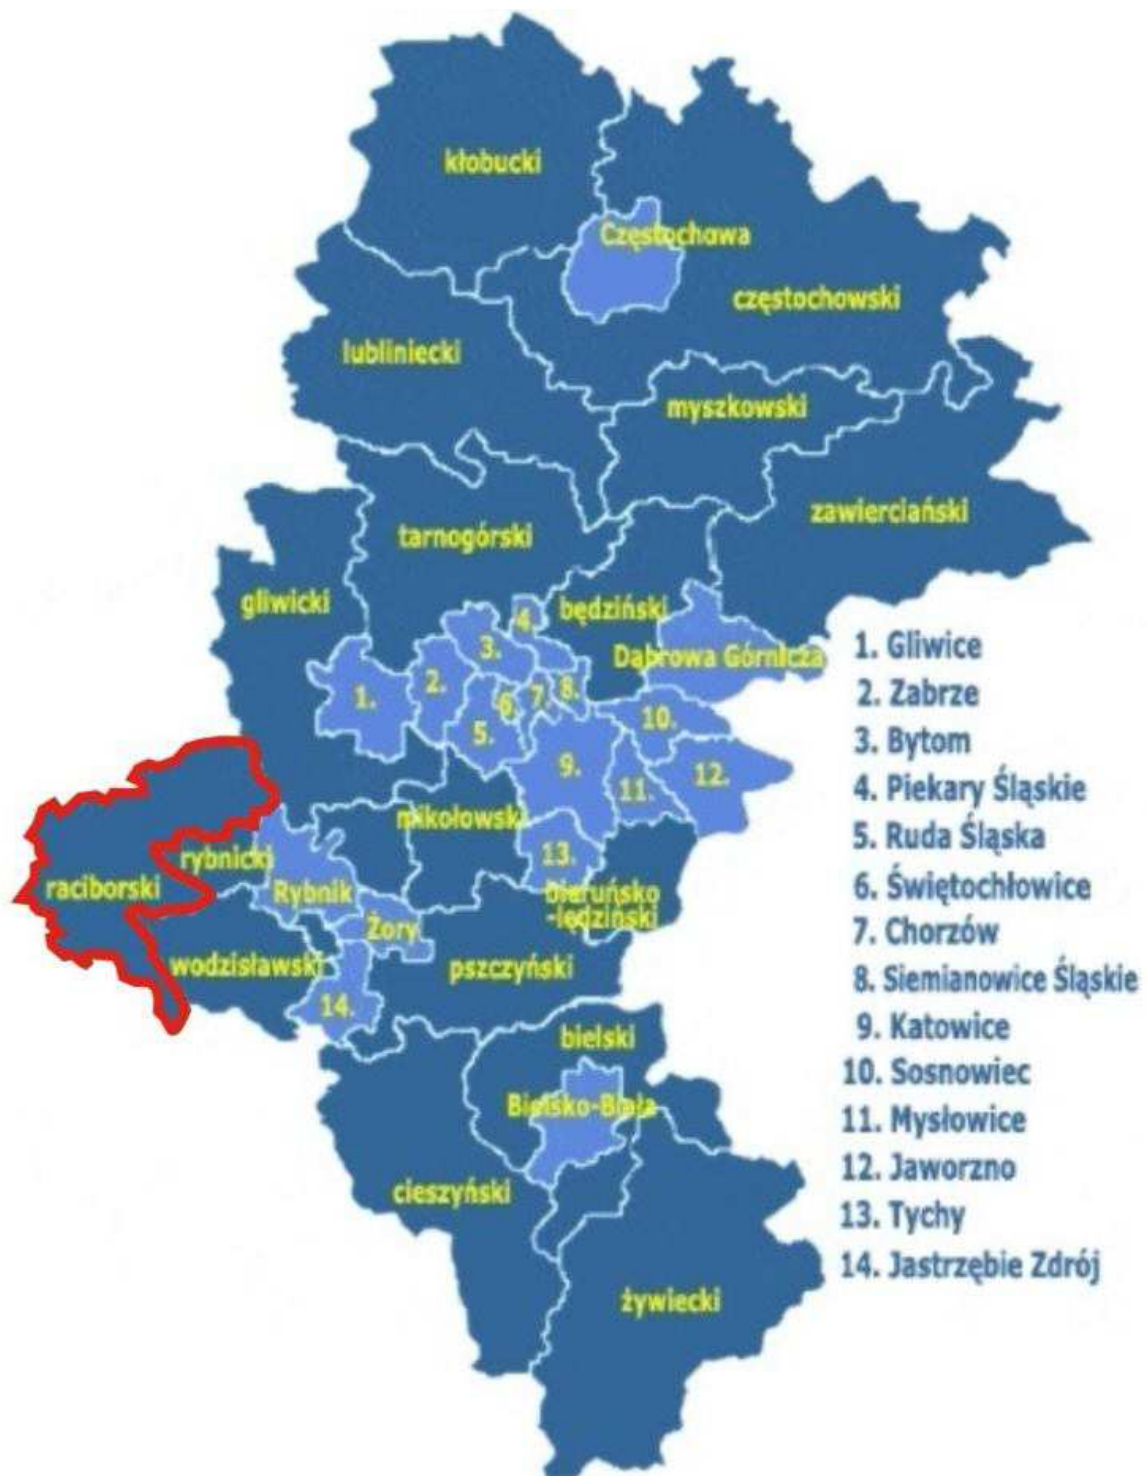 kłobucki
Częstochowa
częstochowski
lubliniecki
myszkowski
zawierciański
tarnogórski
gliwicki
będziński
4.
3.
Dąbrowa Górnicza
2.
1.
8.
7.
6.
5.
10.
9.
11.
12.
mikołowski
13.
rybnicki
raciborski
Rybnik
bieruńsko
-lędziński
Żory
wodzisławski
pszczyński
14.
bielski
Bielsko-Biała
cieszyński
żywiecki
1. Gliwice
2. Zabrze
3. Bytom
4. Piekary Śląskie
5. Ruda Śląska
6. Świętochłowice
7. Chorzów
8. Siemianowice Śląskie
9. Katowice
10. Sosnowiec
11. Mysłowice
12. Jaworzno
13. Tychy
14. Jastrzębie Zdrój